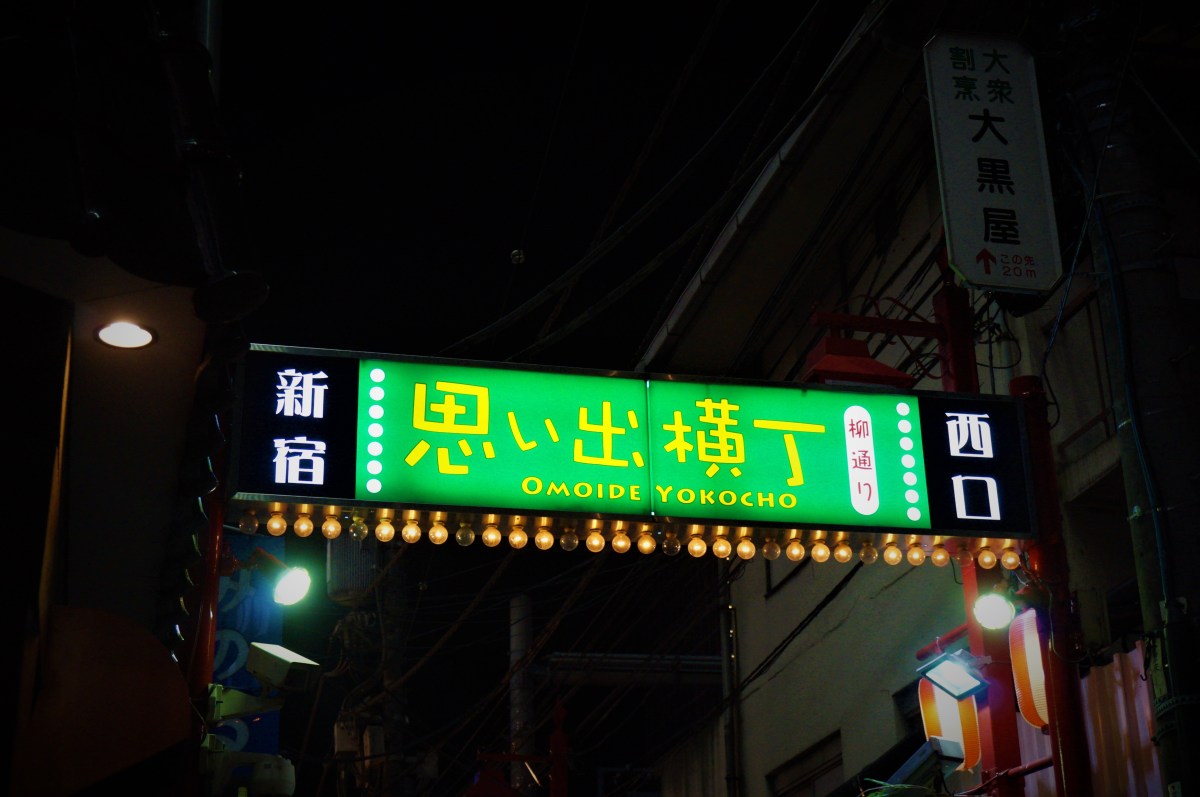 大衆
割烹
大黒屋
この先
20m
新宿
思い出横丁
OMOIDE YOKOCHO
柳通り
西口